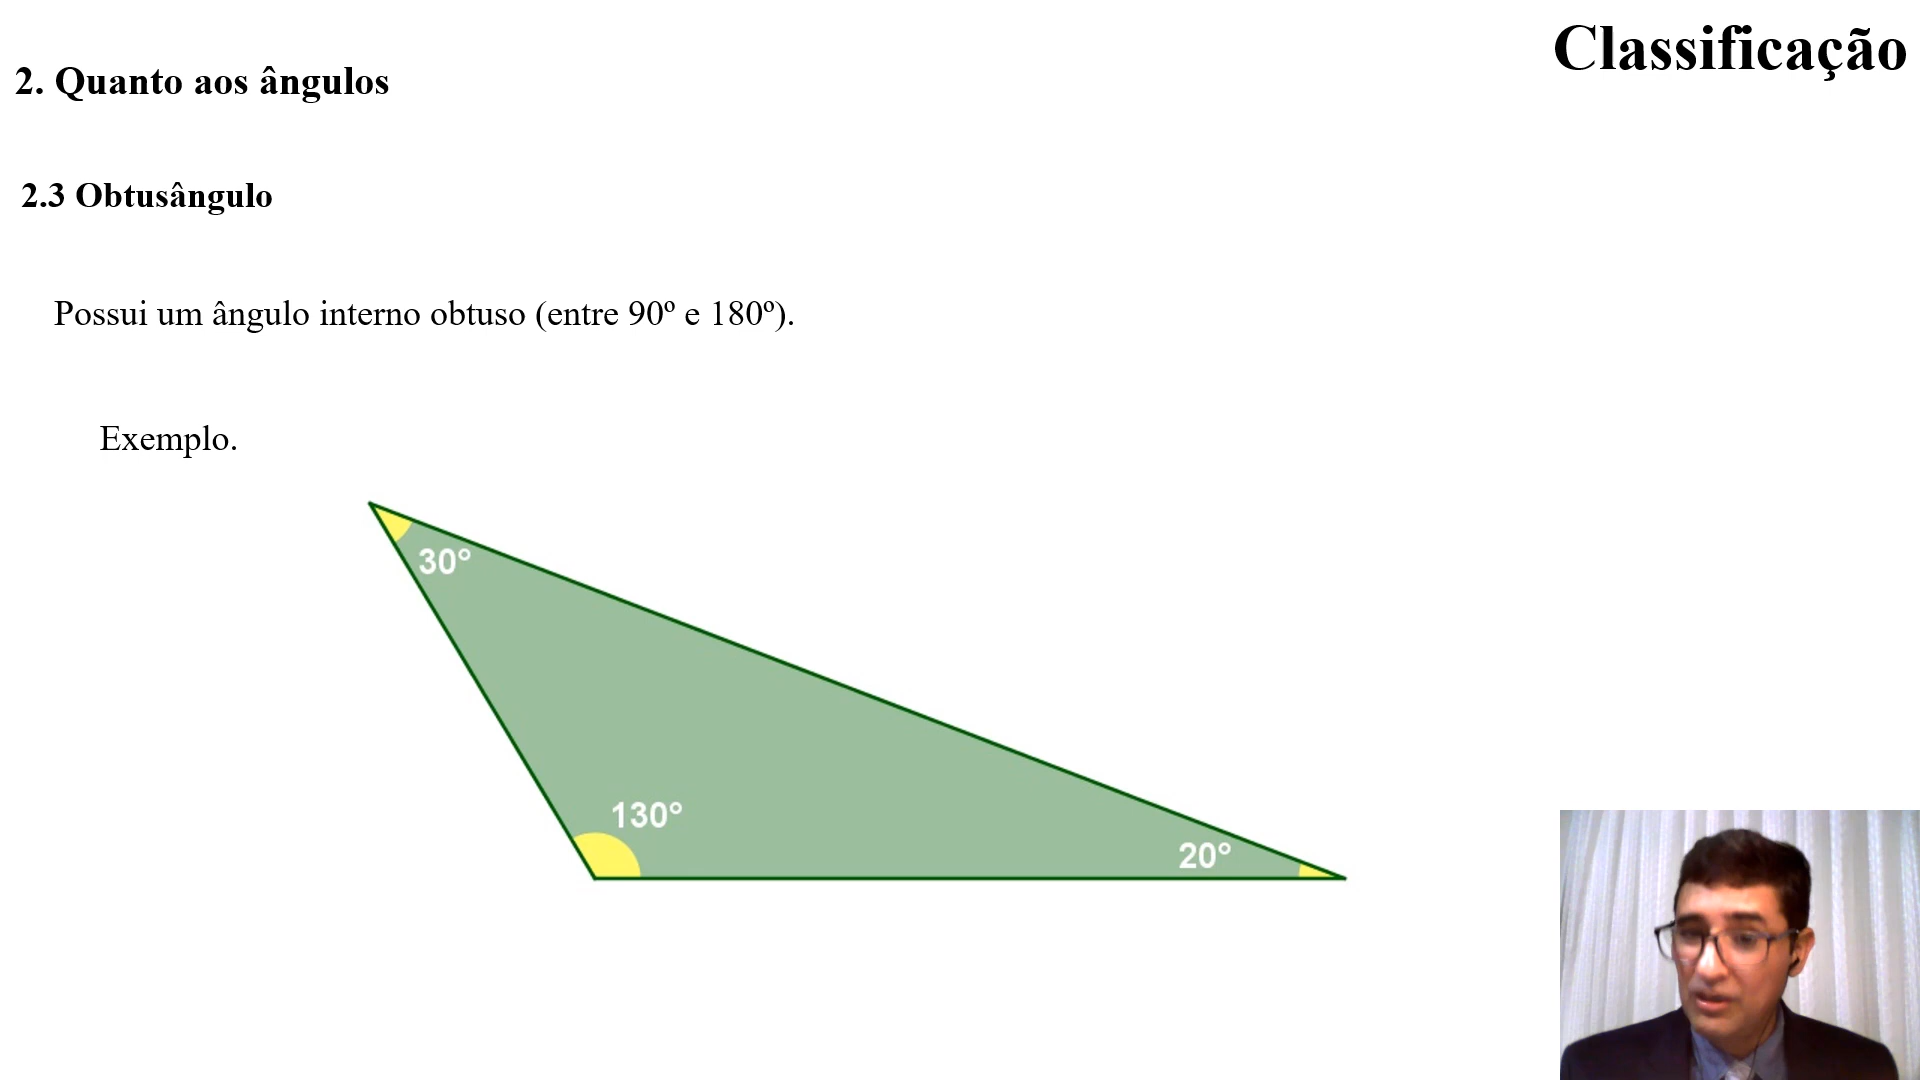 Classificação
2. Quanto aos ângulos
2.3 Obtusângulo
Possui um ângulo interno obtuso (entre 90º e 180º).
Exemplo.
30°
130°
20°